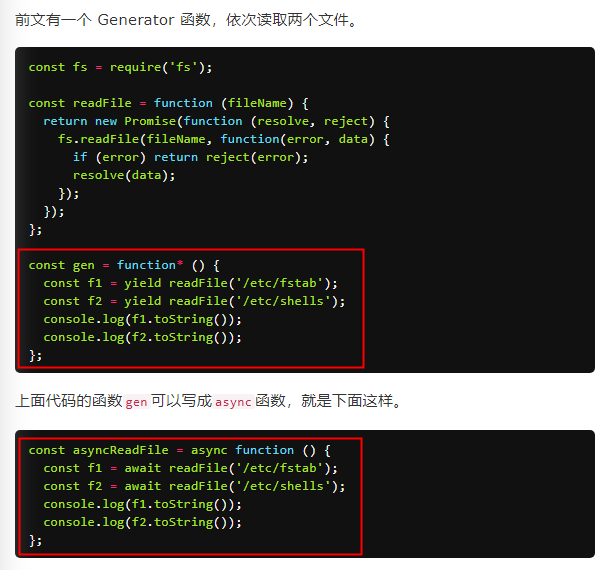 前文有一个 Generator 函数，依次读取两个文件。
const fs = require('fs');
const readFile = function (fileName) {
  return new Promise(function (resolve, reject) {
    fs.readFile(fileName, function(error, data) {
      if (error) return reject(error);
      resolve(data);
    });
  });
};
const gen = function* () {
  const f1 = yield readFile('/etc/fstab');
  const f2 = yield readFile('/etc/shells');
  console.log(f1.toString());
  console.log(f2.toString());
};
上面代码的函数gen可以写成async函数，就是下面这样。
const asyncReadFile = async function () {
  const f1 = await readFile('/etc/fstab');
  const f2 = await readFile('/etc/shells');
  console.log(f1.toString());
  console.log(f2.toString());
};